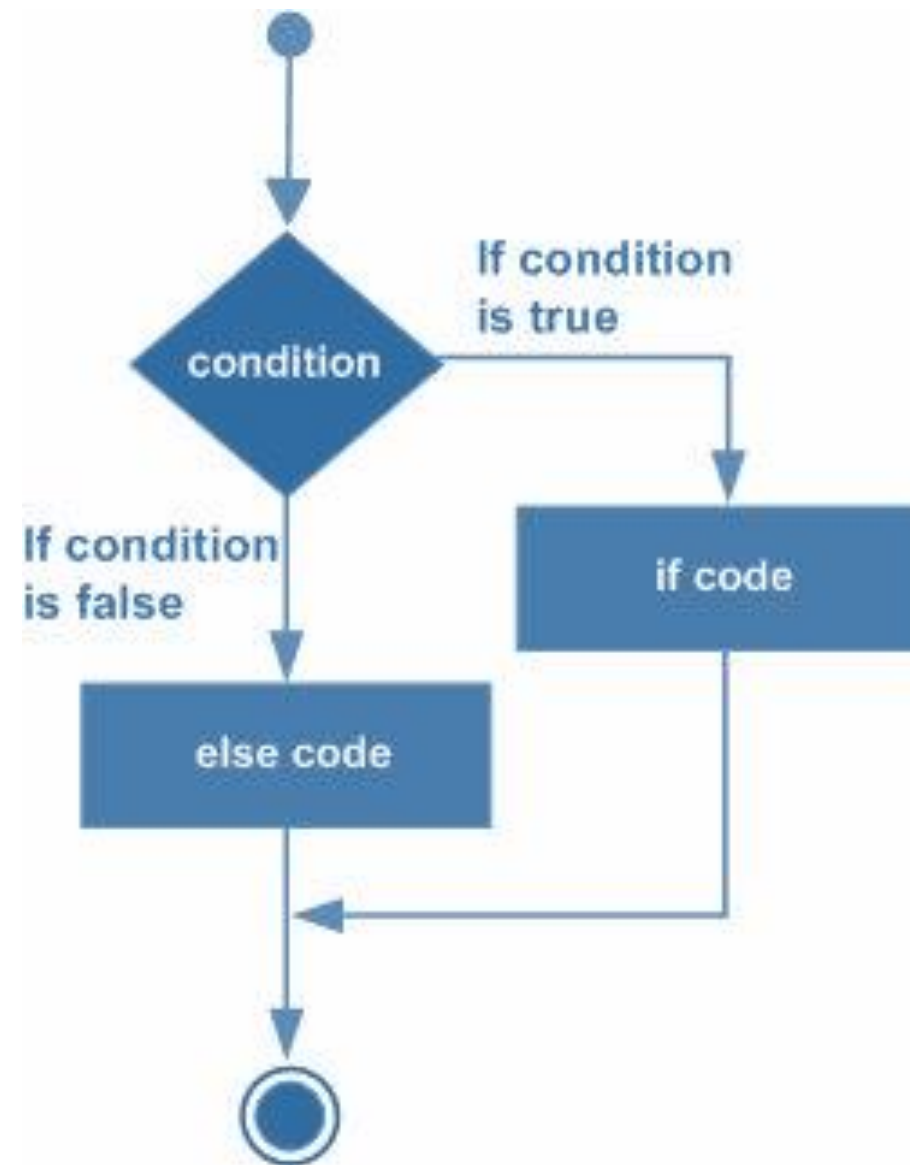 If condition
is true
condition
If condition
is false
if code
else code